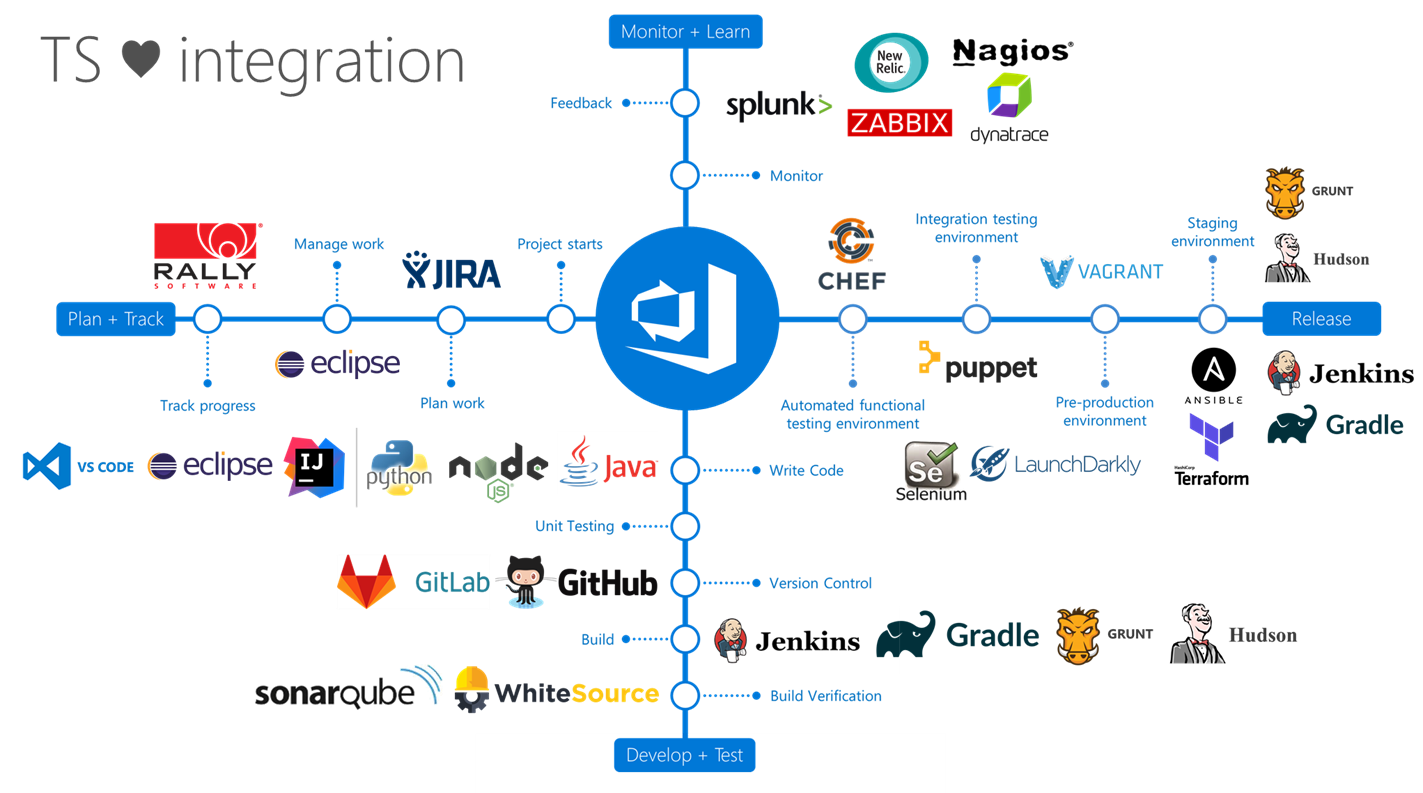 TS ♥ integration
Monitor + Learn
Feedback
splunk>
New
Relic.
Nagios®
ZABBIX
dynatrace
Monitor
RALLY®
SOFTWARE
Manage work
JIRA
Project starts
CHEF™
Integration testing
environment
VAGRANT
Staging
environment
GRUNT
Hudson
Plan + Track
Release
eclipse
puppet
ANSIBLE
Jenkins
Track progress
Plan work
Automated functional
testing environment
Pre-production
environment
Gradle
VS CODE
eclipse
IJ
python
node
JS®
Java™
Write Code
Se
Selenium
LaunchDarkly
HashiCorp
Terraform
Unit Testing
GitLab
GitHub
Version Control
Build
Jenkins
Gradle
GRUNT
Hudson
sonarqube
WhiteSource
Build Verification
Develop + Test